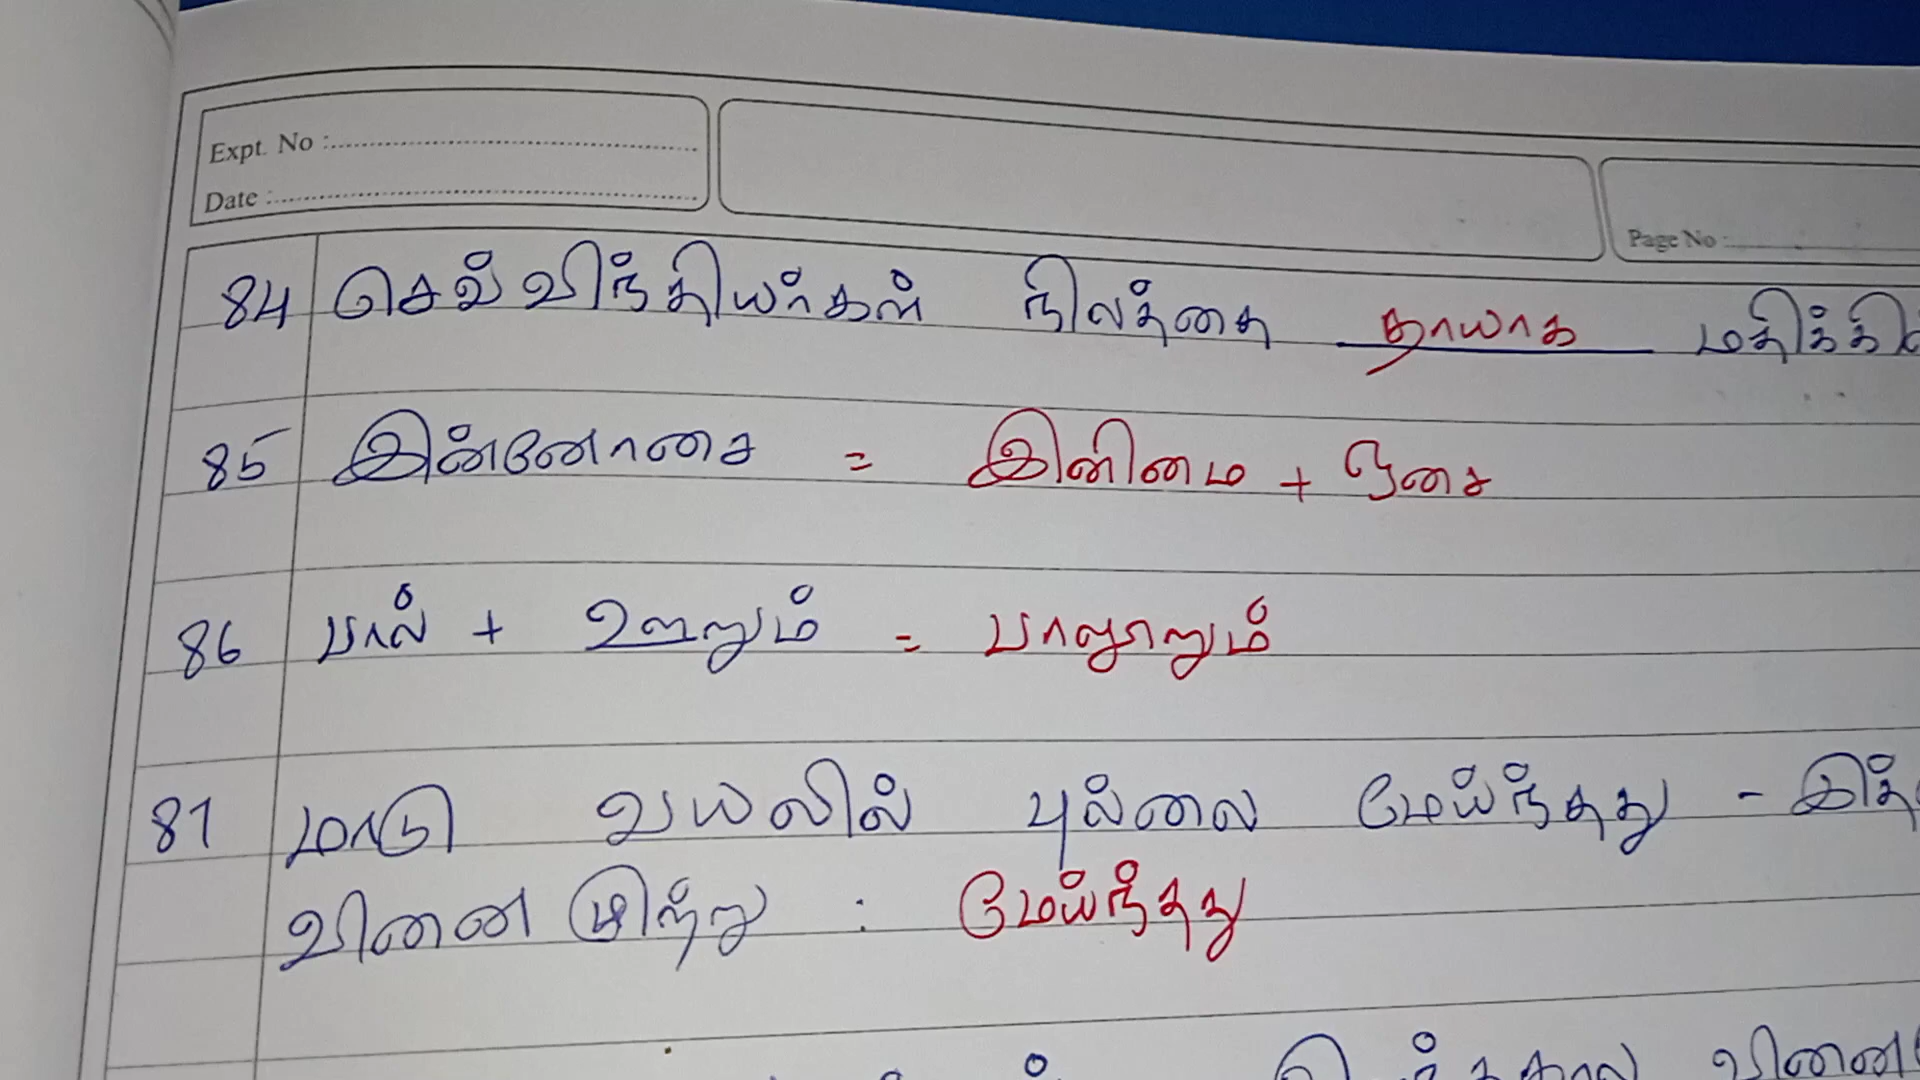 Expt. No :
Date :
Page No :
84 செவ்விந்தியர்கள் நிலத்தை தாயாக
85 இன்னோசை = இனிமை + ஓசை
86 பால் + ஊறும் = பாலூறும்
87 மாடு வயலில் புல்லை மேய்ந்தது -
வினை முற்று : மேய்ந்தது